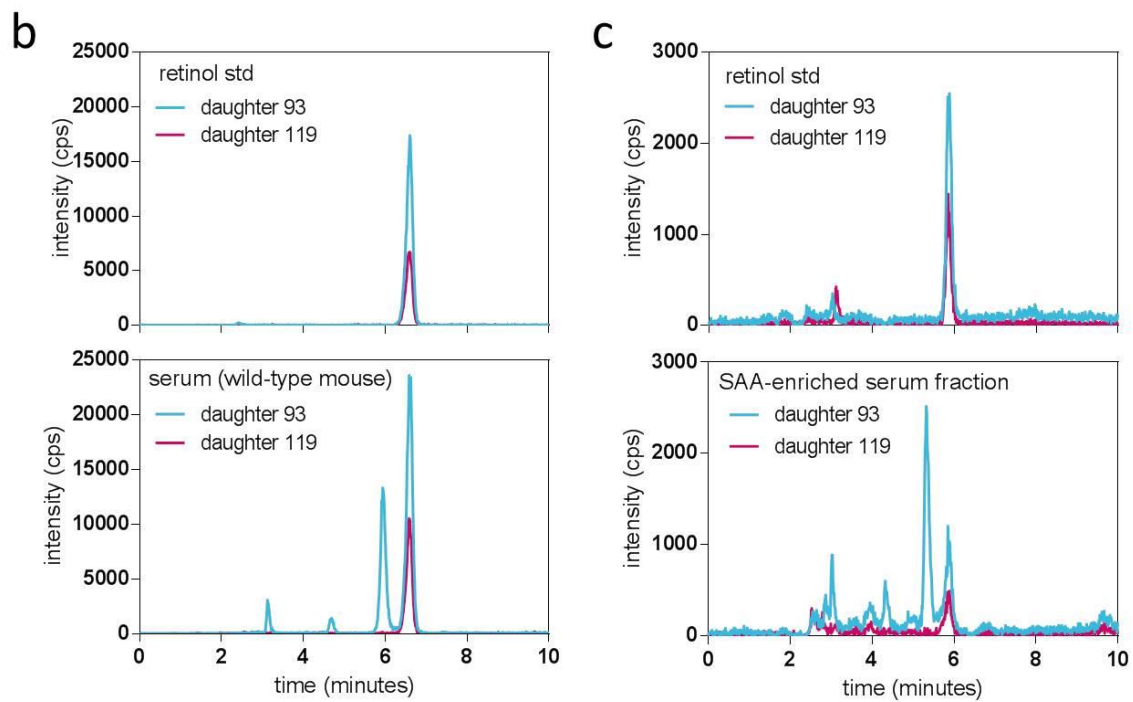 b
25000
20000
15000
10000
5000
0
intensity (cps)
retinol std
daughter 93
daughter 119
c
3000
2000
1000
0
intensity (cps)
retinol std
daughter 93
daughter 119
25000
20000
15000
10000
5000
0
intensity (cps)
serum (wild-type mouse)
daughter 93
daughter 119
0 2 4 6 8 10
time (minutes)
3000
2000
1000
0
intensity (cps)
SAA-enriched serum fraction
daughter 93
daughter 119
0 2 4 6 8 10
time (minutes)